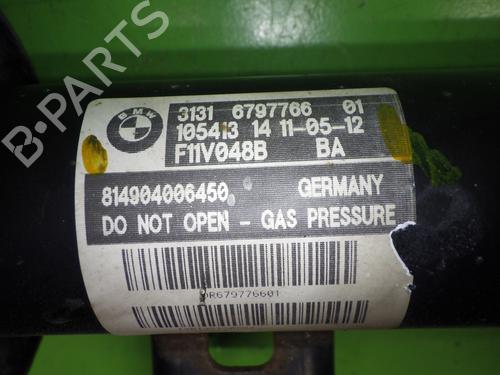 BMW
3131 6797766 01
105413 14 11-05-12
F11V048B BA
814904006450 GERMANY
DO NOT OPEN - GAS PRESSURE
R679776601
B-PARTS